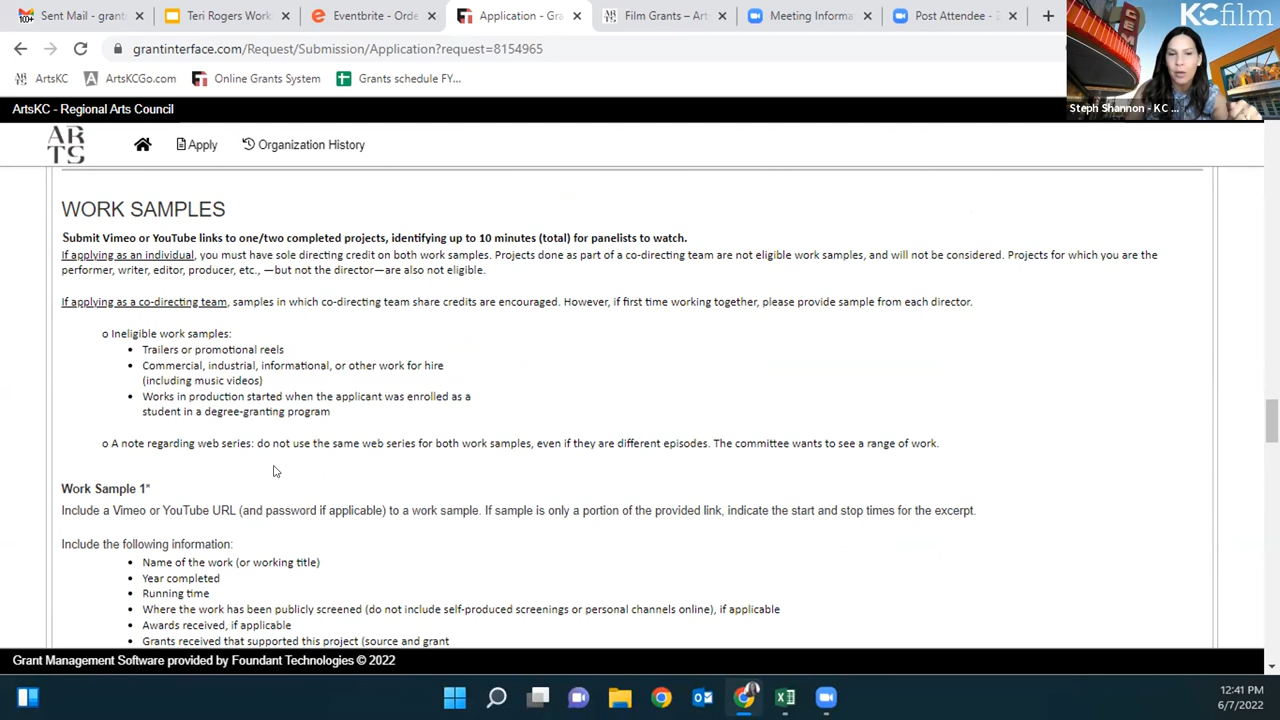 Sent Mail - grant
Teri Rogers Work
Eventbrite - Orde
Application - Gra
Film Grants – Art
Meeting Informa
Post Attendee - Z
KCfilm
grantinterface.com/Request/Submission/Application?request=8154965
ArtsKC
ArtsKCGo.com
Online Grants System
Grants schedule FY...
Steph Shannon - KC ...
ArtsKC - Regional Arts Council
ARTS
Apply
Organization History
WORK SAMPLES
Submit Vimeo or YouTube links to one/two completed projects, identifying up to 10 minutes (total) for panelists to watch.
If applying as an individual, you must have sole directing credit on both work samples. Projects done as part of a co-directing team are not eligible work samples, and will not be considered. Projects for which you are the
performer, writer, editor, producer, etc., —but not the director—are also not eligible.
If applying as a co-directing team, samples in which co-directing team share credits are encouraged. However, if first time working together, please provide sample from each director.
o Ineligible work samples:
• Trailers or promotional reels
• Commercial, industrial, informational, or other work for hire
(including music videos)
• Works in production started when the applicant was enrolled as a
student in a degree-granting program
o A note regarding web series: do not use the same web series for both work samples, even if they are different episodes. The committee wants to see a range of work.
Work Sample 1*
Include a Vimeo or YouTube URL (and password if applicable) to a work sample. If sample is only a portion of the provided link, indicate the start and stop times for the excerpt.
Include the following information:
• Name of the work (or working title)
• Year completed
• Running time
• Where the work has been publicly screened (do not include self-produced screenings or personal channels online), if applicable
• Awards received, if applicable
• Grants received that supported this project (source and grant
Grant Management Software provided by Foundant Technologies © 2022
12:41 PM
6/7/2022